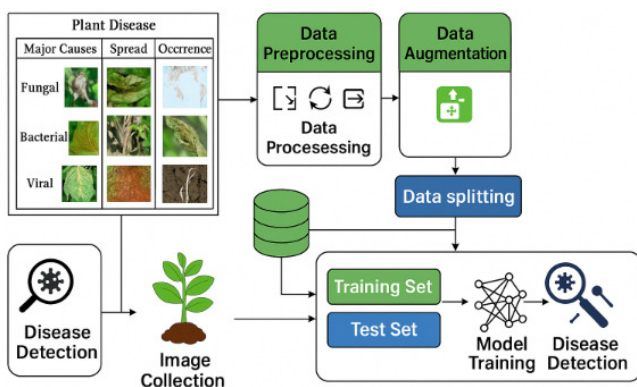 Plant Disease
Major Causes Spread Occrrence
Fungal
Bacterial
Viral
Data
Preprocessing
Data
Procesessing
Data
Augmentation
Data splitting
Disease
Detection
Image
Collection
Training Set
Test Set
Model
Training
Disease
Detection